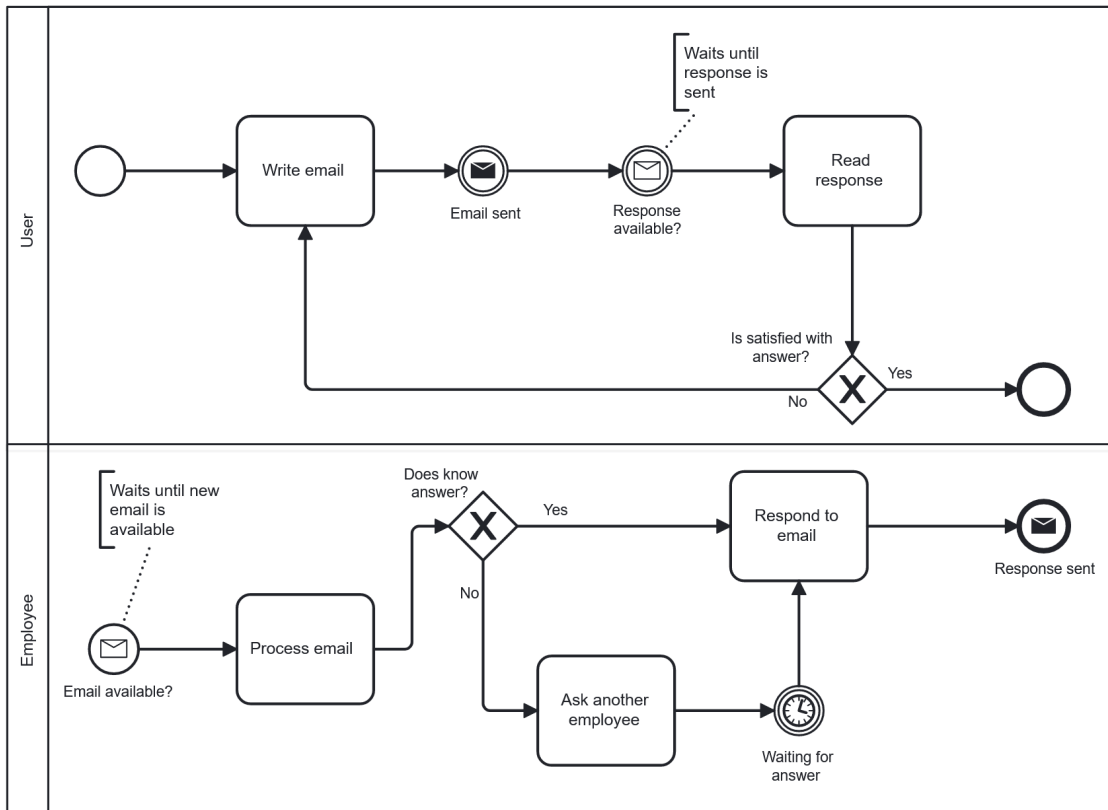 User
Waits until
response is
sent
Write email
Email sent
Response
available?
Read
response
Is satisfied with
answer?
Yes
No
Employee
Waits until new
email is
available
Email available?
Process email
Does know
answer?
Yes
No
Ask another
employee
Waiting for
answer
Respond to
email
Response sent